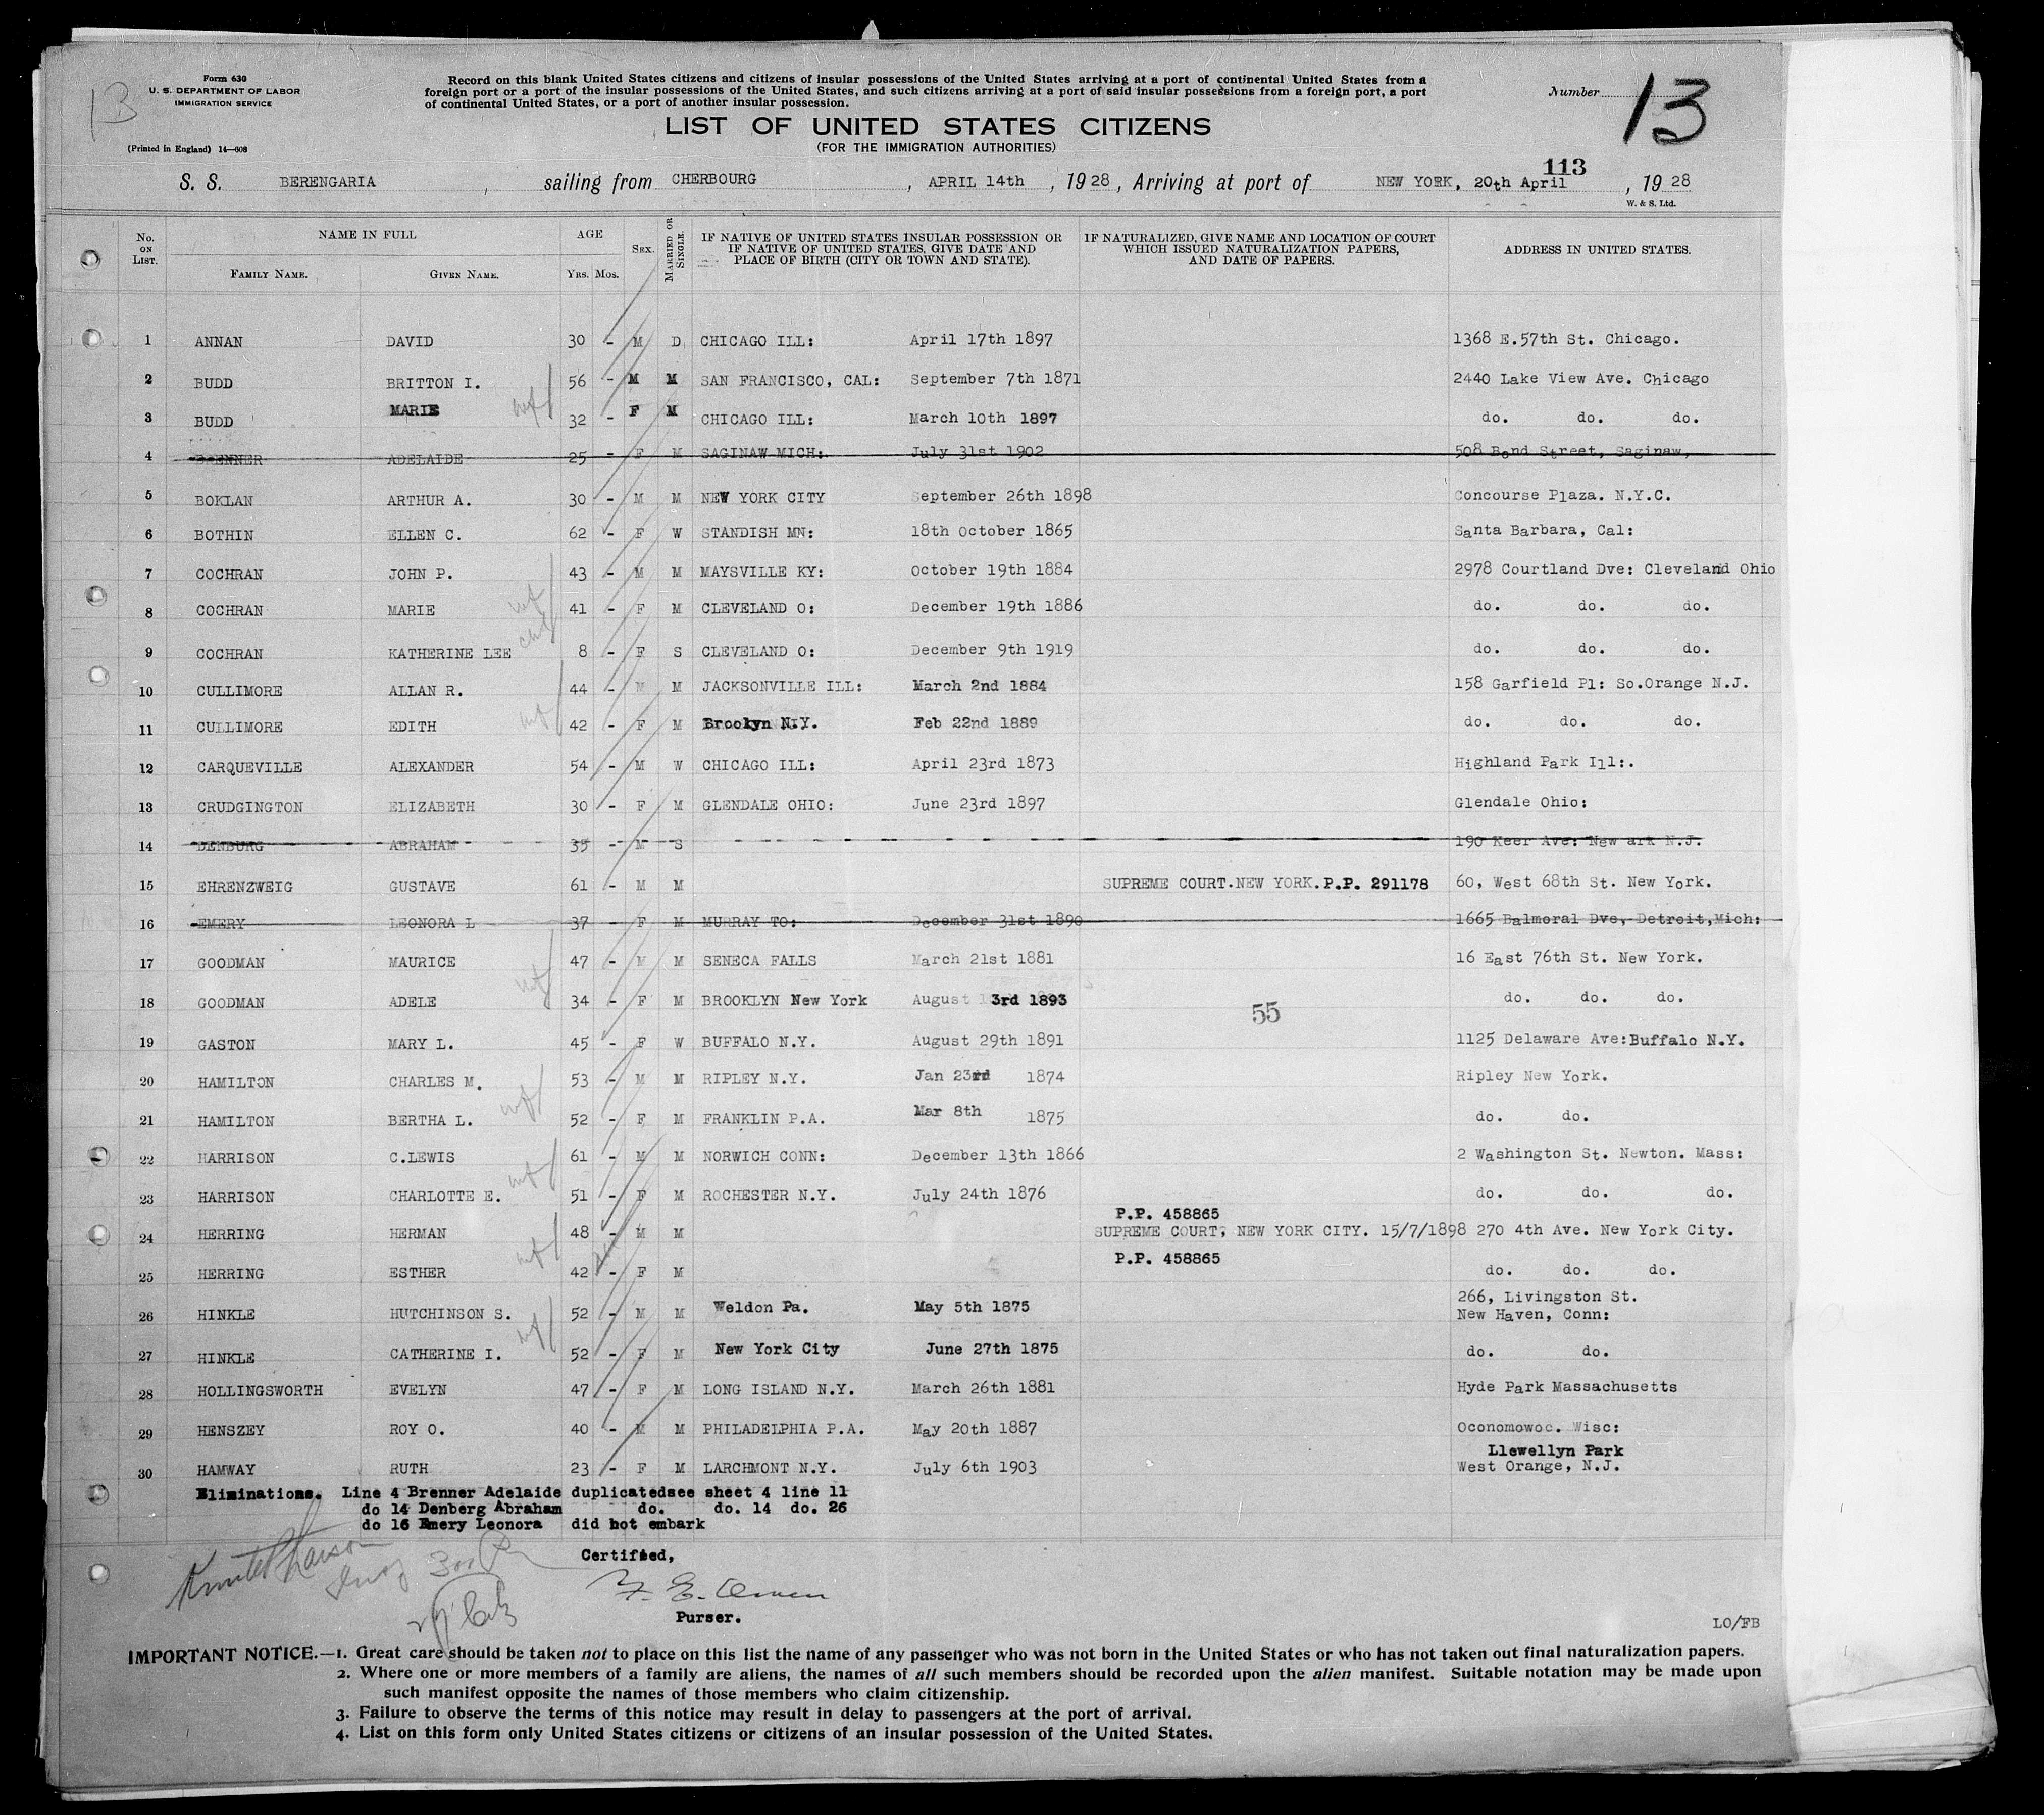 13
Form 630
U. S. DEPARTMENT OF LABOR
IMMIGRATION SERVICE
(Printed in England) 14—608
Record on this blank United States citizens and citizens of insular possessions of the United States arriving at a port of continental United States from a
foreign port or a port of the insular possessions of the United States, and such citizens arriving at a port of said insular possessions from a foreign port, a port
of continental United States, or a port of another insular possession.
Number 13
LIST OF UNITED STATES CITIZENS
(FOR THE IMMIGRATION AUTHORITIES)
113
S. S. BERENGARIA, sailing from CHERBOURG, APRIL 14th, 1928, Arriving at port of NEW YORK, 20th April, 1928
W. & S. Ltd.
No. on List. NAME IN FULL AGE SEX. MARRIED OR SINGLE. IF NATIVE OF UNITED STATES INSULAR POSSESSION OR IF NATIVE OF UNITED STATES, GIVE DATE AND PLACE OF BIRTH (CITY OR TOWN AND STATE). IF NATURALIZED, GIVE NAME AND LOCATION OF COURT WHICH ISSUED NATURALIZATION PAPERS, AND DATE OF PAPERS. ADDRESS IN UNITED STATES.
FAMILY NAME. GIVEN NAME. YRS. MOS.
1 ANNAN DAVID 30 - M D CHICAGO ILL: April 17th 1897 1368 E.57th St. Chicago.
2 BUDD BRITTON I. 56 - M M SAN FRANCISCO, CAL: September 7th 1871 2440 Lake View Ave. Chicago
3 BUDD MARIE 32 - F M CHICAGO ILL: March 10th 1897 do. do. do.
4 BRENNER ADELAIDE 25 - F M SAGINAW MICH: July 31st 1902 508 Bond Street, Saginaw,
5 BOKLAN ARTHUR A. 30 - M M NEW YORK CITY September 26th 1898 Concourse Plaza. N.Y.C.
6 BOTHIN ELLEN C. 62 - F W STANDISH MN: 18th October 1865 Santa Barbara, Cal:
7 COCHRAN JOHN P. 43 - M M MAYSVILLE KY: October 19th 1884 2978 Courtland Dve: Cleveland Ohio
8 COCHRAN MARIE 41 - F M CLEVELAND O: December 19th 1886 do. do. do.
9 COCHRAN KATHERINE LEE 8 - F S CLEVELAND O: December 9th 1919 do. do. do.
10 CULLIMORE ALLAN R. 44 - M M JACKSONVILLE ILL: March 2nd 1884 158 Garfield Pl: So.Orange N.J.
11 CULLIMORE EDITH 42 - F M Brookyn N.Y. Feb 22nd 1889 do. do. do.
12 CARQUEVILLE ALEXANDER 54 - M W CHICAGO ILL: April 23rd 1873 Highland Park Ill:.
13 CRUDGINGTON ELIZABETH 30 - F M GLENDALE OHIO: June 23rd 1897 Glendale Ohio:
14 DENBURG ABRAHAM 35 - M S 190 Keer Ave: New ark N.J.
15 EHRENZWEIG GUSTAVE 61 - M M SUPREME COURT.NEW YORK.P.P. 291178 60, West 68th St. New York.
16 EMERY LEONORA L 37 - F M MURRAY TO: December 31st 1890 1665 Balmoral Dve, Detroit,Mich:
17 GOODMAN MAURICE 47 - M M SENECA FALLS March 21st 1881 16 East 76th St. New York.
18 GOODMAN ADELE 34 - F M BROOKLYN New York August 3rd 1893 do. do. do.
55
19 GASTON MARY L. 45 - F W BUFFALO N.Y. August 29th 1891 1125 Delaware Ave:Buffalo N.Y.
20 HAMILTON CHARLES M. 53 - M M RIPLEY N.Y. Jan 23rd 1874 Ripley New York.
21 HAMILTON BERTHA L. 52 - F M FRANKLIN P.A. Mar 8th 1875 do. do.
22 HARRISON C.LEWIS 61 - M M NORWICH CONN: December 13th 1866 2 Washington St. Newton. Mass:
23 HARRISON CHARLOTTE E. 51 - F M ROCHESTER N.Y. July 24th 1876 do. do. do.
P.P. 458865
24 HERRING HERMAN 48 - M M SUPREME COURT, NEW YORK CITY. 15/7/1898 270 4th Ave. New York City.
P.P. 458865
25 HERRING ESTHER 42 - F M do. do. do.
266, Livingston St.
26 HINKLE HUTCHINSON S. 52 - M M Weldon Pa. May 5th 1875 New Haven, Conn:
27 HINKLE CATHERINE I. 52 - F M New York City June 27th 1875 do. do.
28 HOLLINGSWORTH EVELYN 47 - F M LONG ISLAND N.Y. March 26th 1881 Hyde Park Massachusetts
29 HENSZEY ROY O. 40 - M M PHILADELPHIA P.A. May 20th 1887 Oconomowoc. Wisc:
Llewellyn Park
30 HAMWAY RUTH 23 - F M LARCHMONT N.Y. July 6th 1903 West Orange, N.J.
Eliminations. Line 4 Brenner Adelaide duplicatedsee sheet 4 line 11
do 14 Denberg Abraham do. do. 14 do. 26
do 16 Emery Leonora did not embark
Certified,
Purser.
LO/FB
IMPORTANT NOTICE.—1. Great care should be taken not to place on this list the name of any passenger who was not born in the United States or who has not taken out final naturalization papers.
2. Where one or more members of a family are aliens, the names of all such members should be recorded upon the alien manifest. Suitable notation may be made upon
such manifest opposite the names of those members who claim citizenship.
3. Failure to observe the terms of this notice may result in delay to passengers at the port of arrival.
4. List on this form only United States citizens or citizens of an insular possession of the United States.